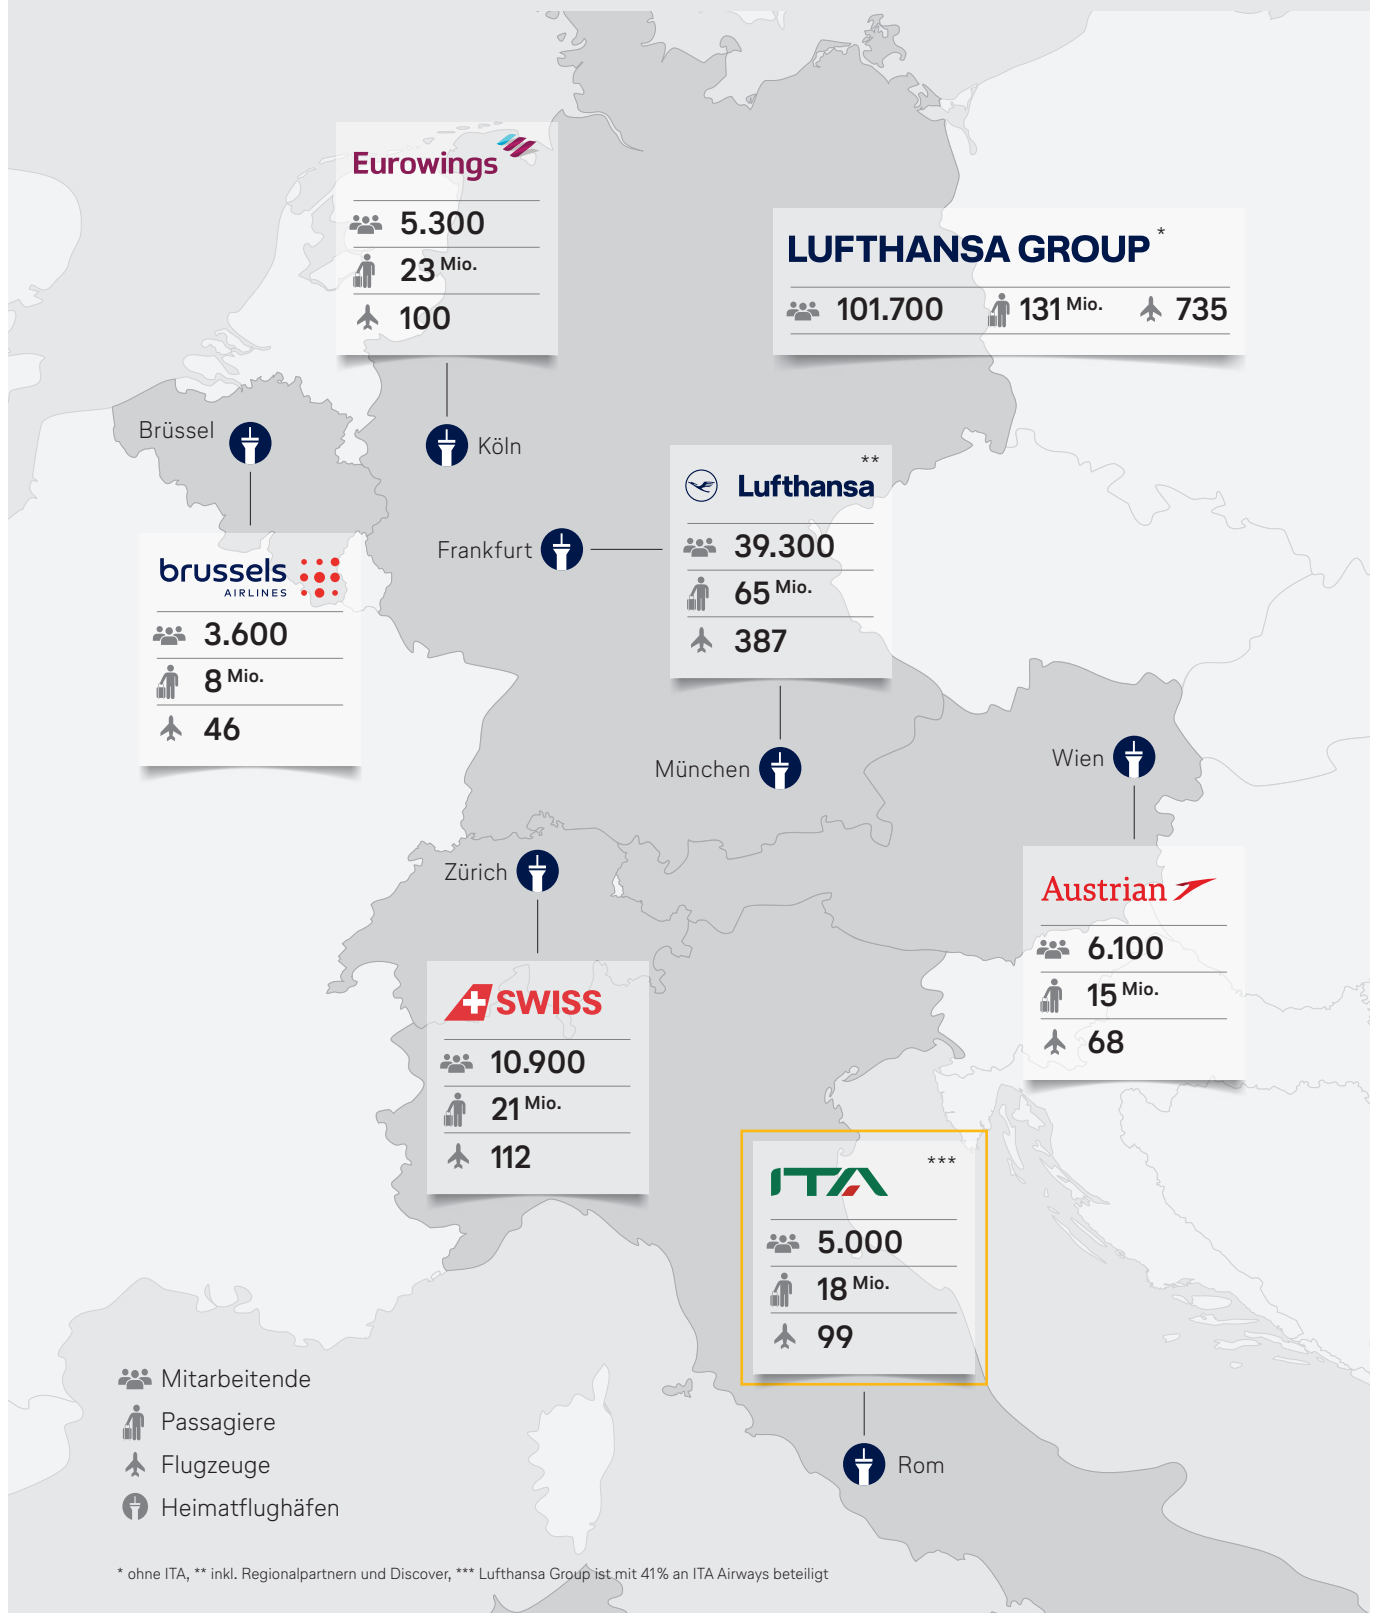 Eurowings
5.300
23 Mio.
100
LUFTHANSA GROUP *
101.700 131 Mio. 735
Brüssel
Köln
**
Lufthansa
39.300
65 Mio.
387
Frankfurt
brussels
AIRLINES
3.600
8 Mio.
46
München
Wien
Zürich
Austrian
6.100
15 Mio.
68
SWISS
10.900
21 Mio.
112
***
ITA
5.000
18 Mio.
99
Rom
Mitarbeitende
Passagiere
Flugzeuge
Heimatflughäfen
* ohne ITA, ** inkl. Regionalpartnern und Discover, *** Lufthansa Group ist mit 41% an ITA Airways beteiligt